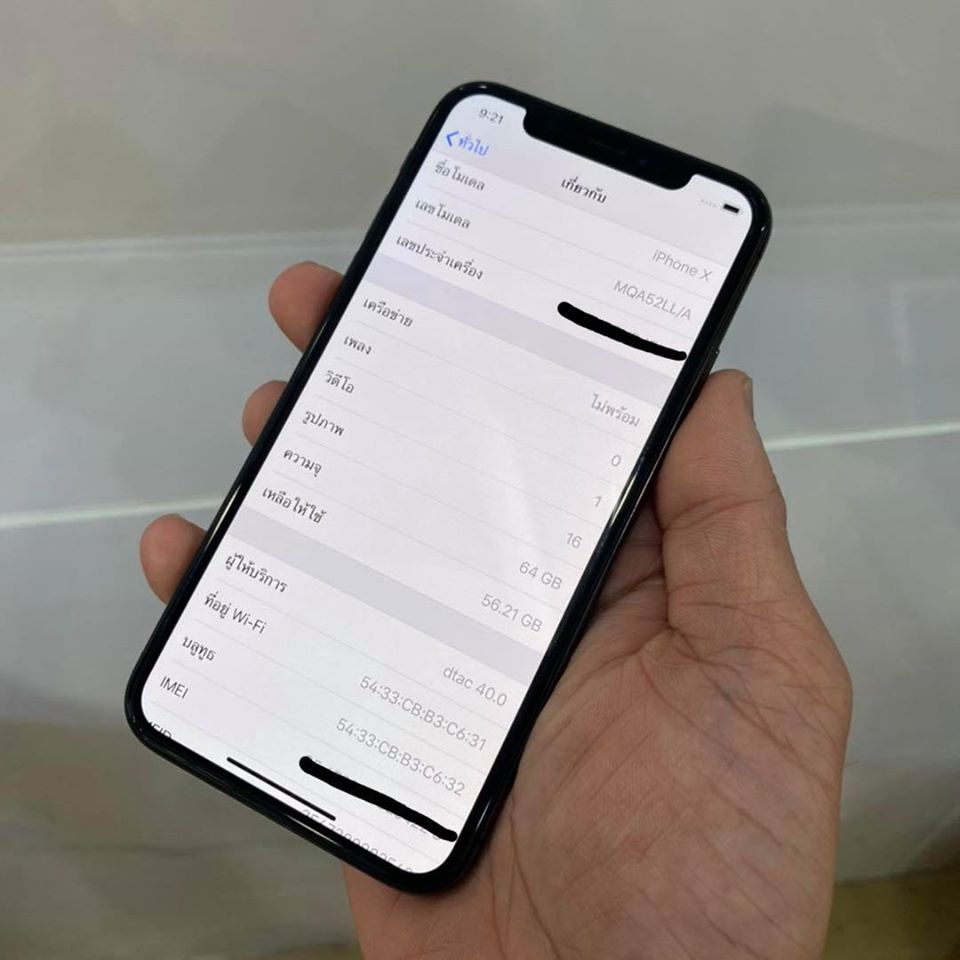 9:21
ทั่วไป
เกี่ยวกับ
ชื่อโมเดล iPhone X
เลขโมเดล MQA52LL/A
เลขประจำเครื่อง
เครือข่าย ไม่พร้อม
เพลง 0
วิดีโอ 1
รูปภาพ 16
ความจุ 64 GB
เหลือให้ใช้ 56.21 GB
ผู้ให้บริการ dtac 40.0
ที่อยู่ Wi-Fi 54:33:CB:B3:C6:31
บลูทูธ 54:33:CB:B3:C6:32
IMEI